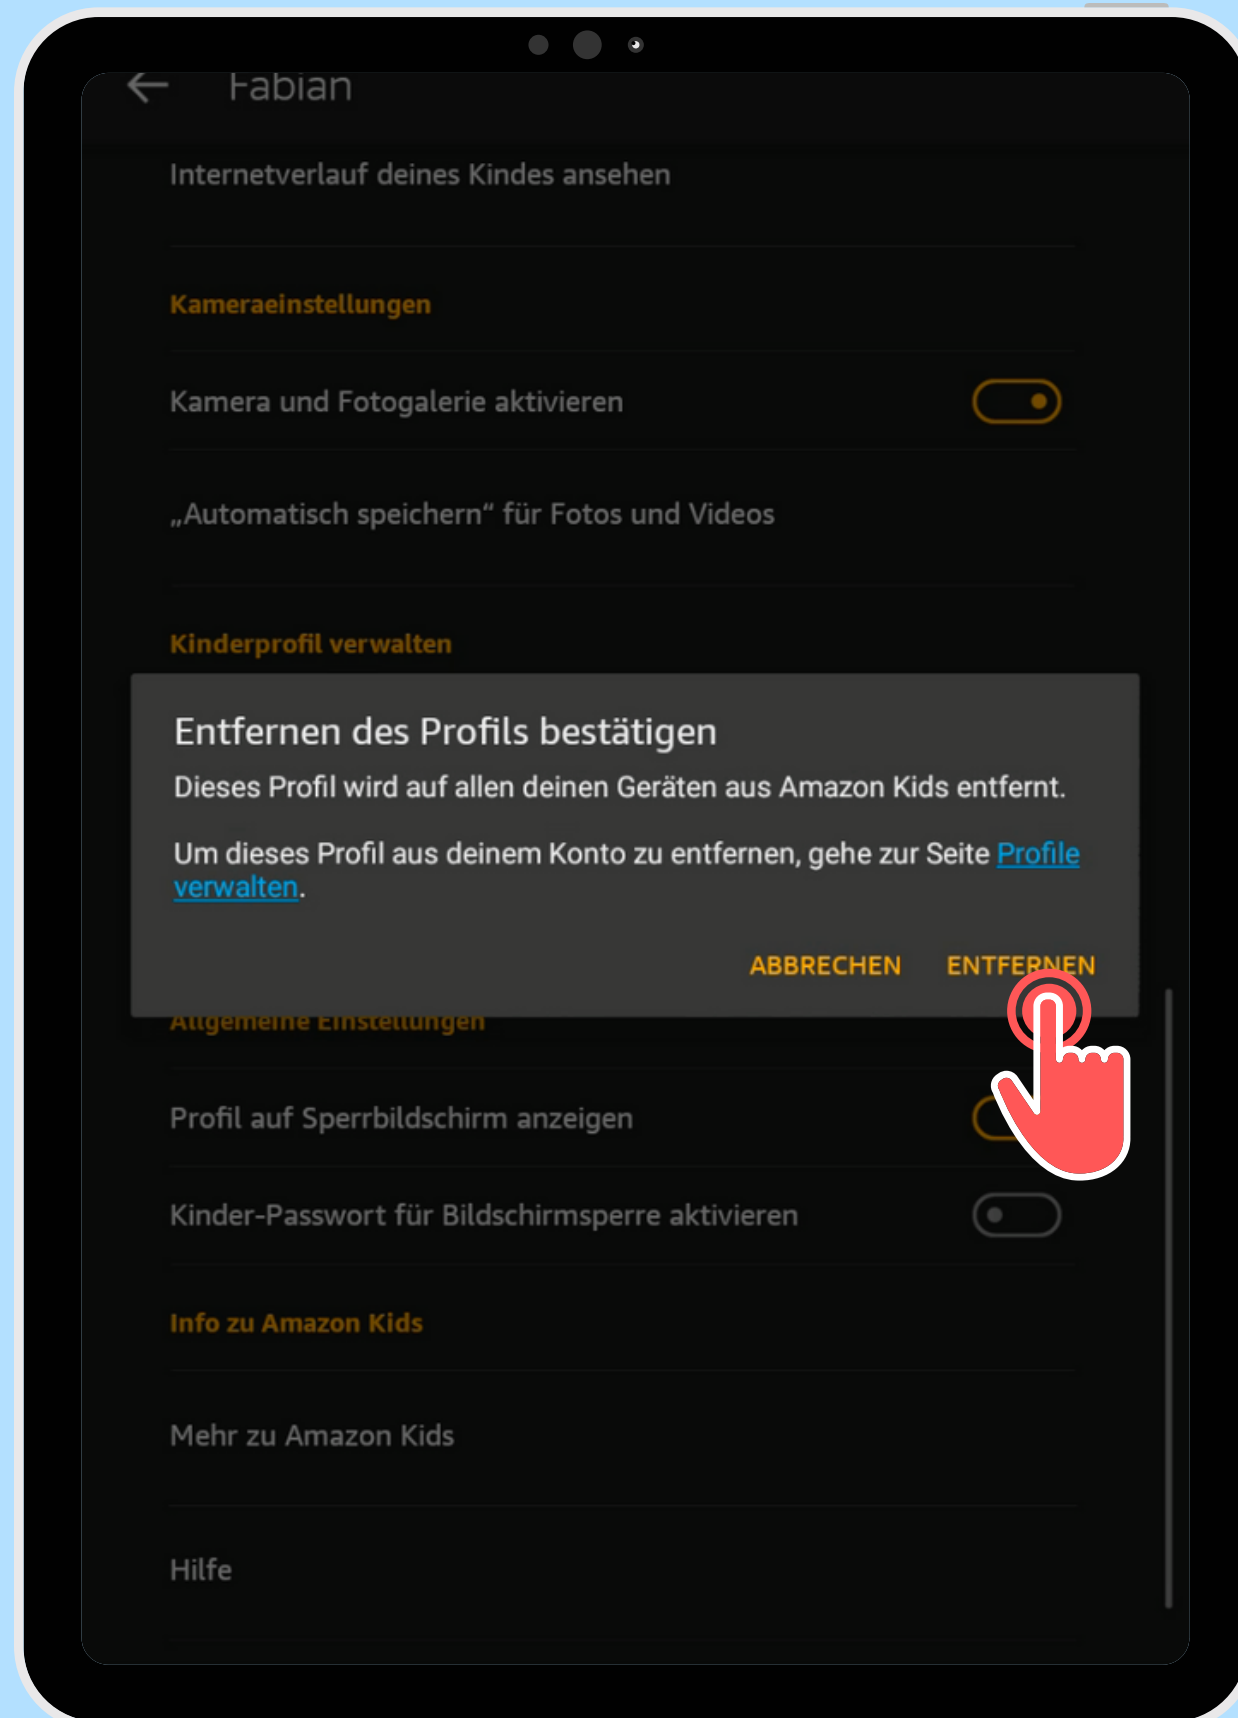 Fabian
Internetverlauf deines Kindes ansehen
Kameraeinstellungen
Kamera und Fotogalerie aktivieren
„Automatisch speichern“ für Fotos und Videos
Kinderprofil verwalten
Entfernen des Profils bestätigen
Dieses Profil wird auf allen deinen Geräten aus Amazon Kids entfernt.
Um dieses Profil aus deinem Konto zu entfernen, gehe zur Seite Profile
verwalten.
ABBRECHEN ENTFERNEN
Allgemeine Einstellungen
Profil auf Sperrbildschirm anzeigen
Kinder-Passwort für Bildschirmsperre aktivieren
Info zu Amazon Kids
Mehr zu Amazon Kids
Hilfe